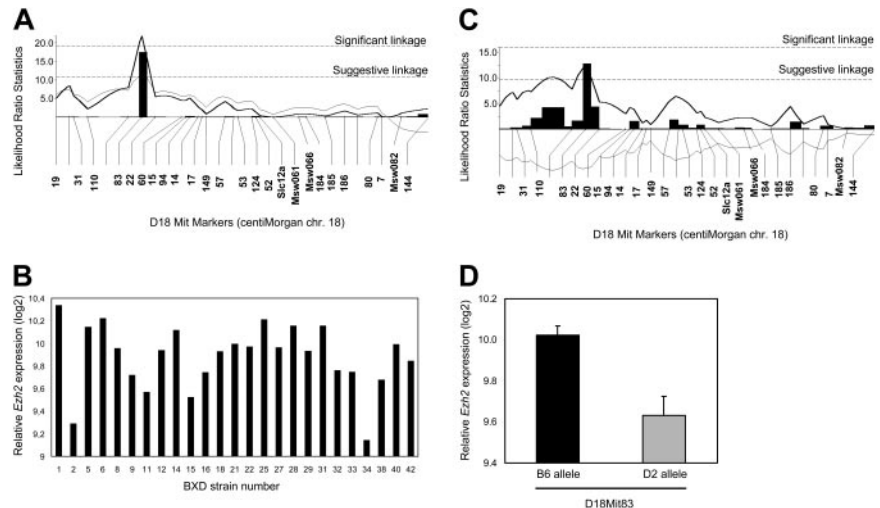 A
Likelihood Ratio Statistics
20.0
15.0
10.0
5.0
Significant linkage
Suggestive linkage
19 31 110 83 22 60 15 94 14 17 149 57 53 124 52 Slc12a Msw061 Msw066 184 185 186 80 7 Msw082 144
D18 Mit Markers (centiMorgan chr. 18)
C
Likelihood Ratio Statistics
15.0
10.0
5.0
Significant linkage
Suggestive linkage
19 31 110 83 22 60 15 94 14 17 149 57 53 124 52 Slc12a Msw061 Msw066 184 185 186 80 7 Msw082 144
D18 Mit Markers (centiMorgan chr. 18)
B
Relative Ezh2 expression (log2)
10,4
10,2
10
9,8
9,6
9,4
9,2
9
1 2 5 6 8 9 11 12 14 15 16 18 21 22 25 27 28 29 31 32 33 34 38 40 42
BXD strain number
D
Relative Ezh2 expression (log2)
10.2
10.0
9.8
9.6
9.4
B6 allele D2 allele
D18Mit83